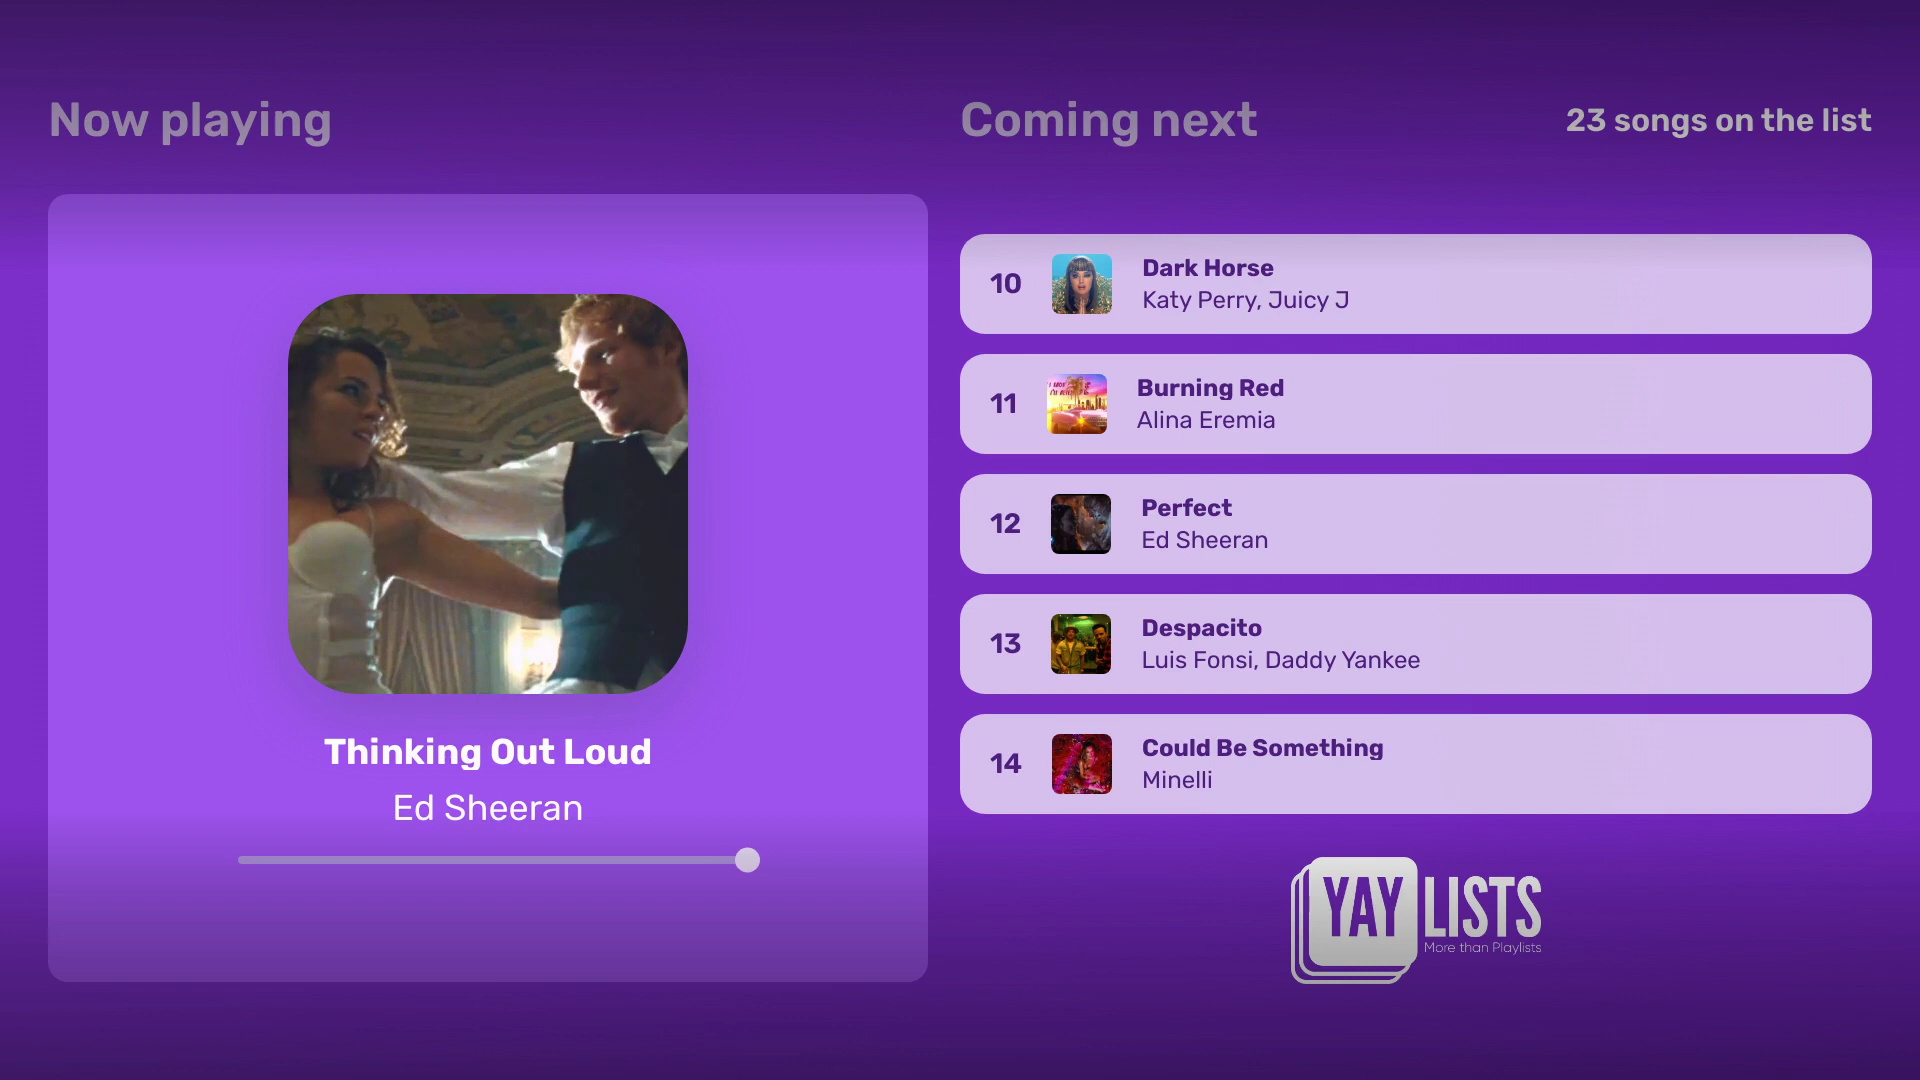 Now playing
Thinking Out Loud
Ed Sheeran
Coming next
23 songs on the list
10
Dark Horse
Katy Perry, Juicy J
11
Burning Red
Alina Eremia
12
Perfect
Ed Sheeran
13
Despacito
Luis Fonsi, Daddy Yankee
14
Could Be Something
Minelli
YAY LISTS
More than Playlists